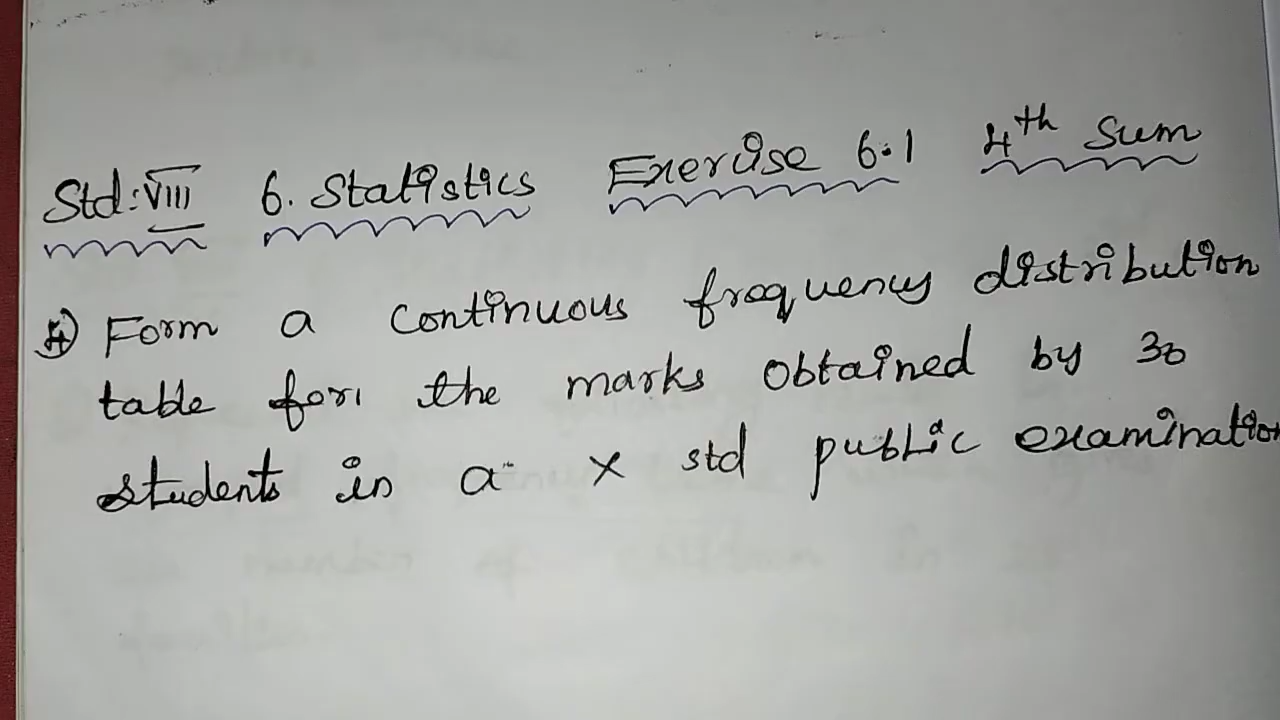 Std: VIII 6. Statistics Exercise 6.1 4th Sum
4) Form a continuous frequency distribution
table for the marks obtained by 30
students in a X std public examination